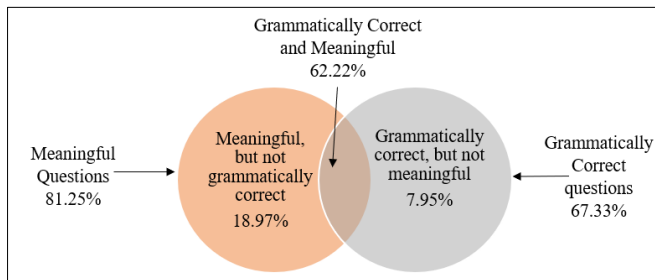 Grammatically Correct
and Meaningful
62.22%
Meaningful,
but not
grammatically
correct
18.97%
Grammatically
correct, but not
meaningful
7.95%
Meaningful
Questions
81.25%
Grammatically
Correct
questions
67.33%